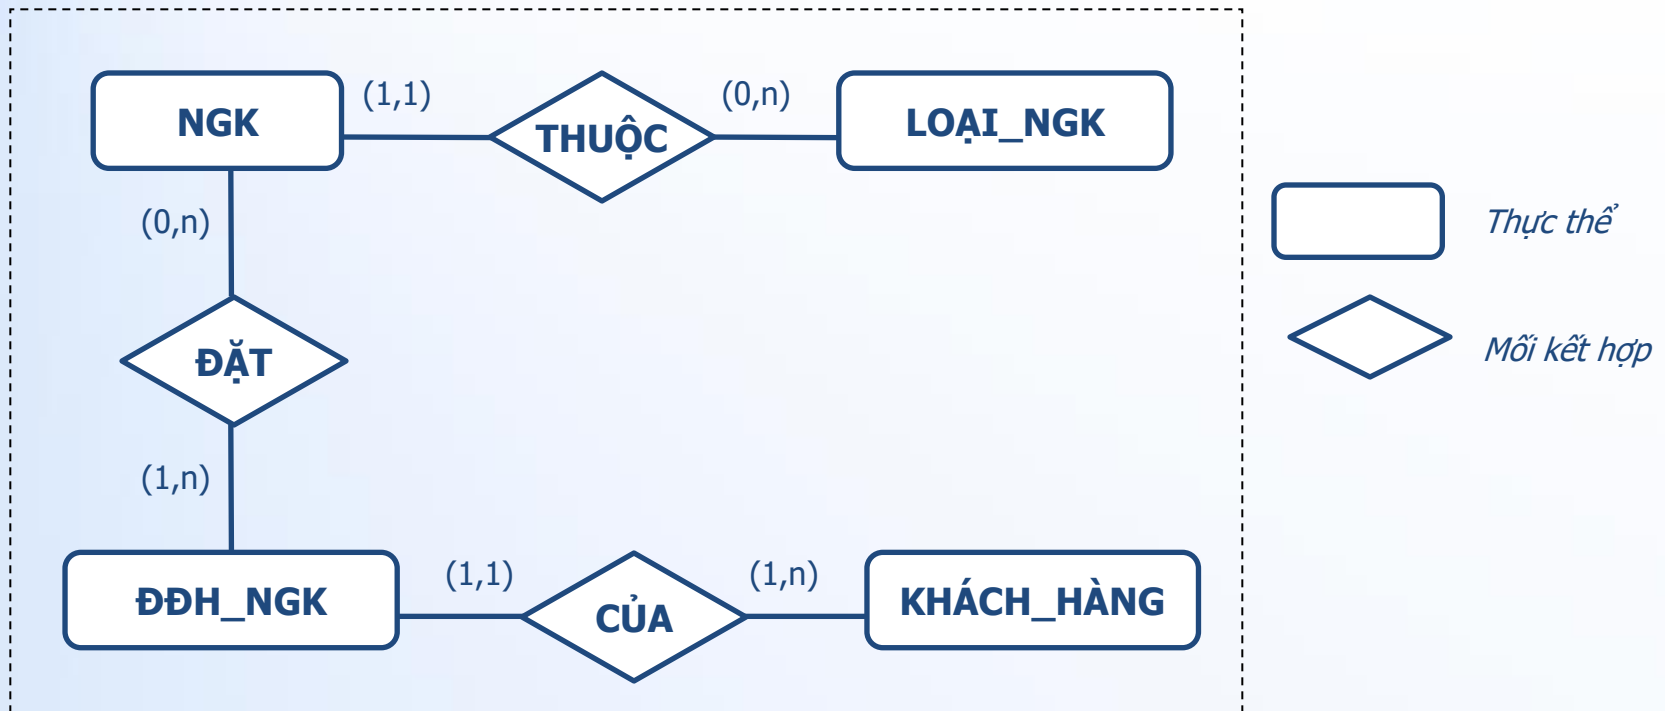 NGK
(1,1)
THUỘC
(0,n)
LOẠI_NGK
(0,n)
Thực thể
ĐẶT
Mối kết hợp
(1,n)
ĐĐH_NGK
(1,1)
CỦA
(1,n)
KHÁCH_HÀNG